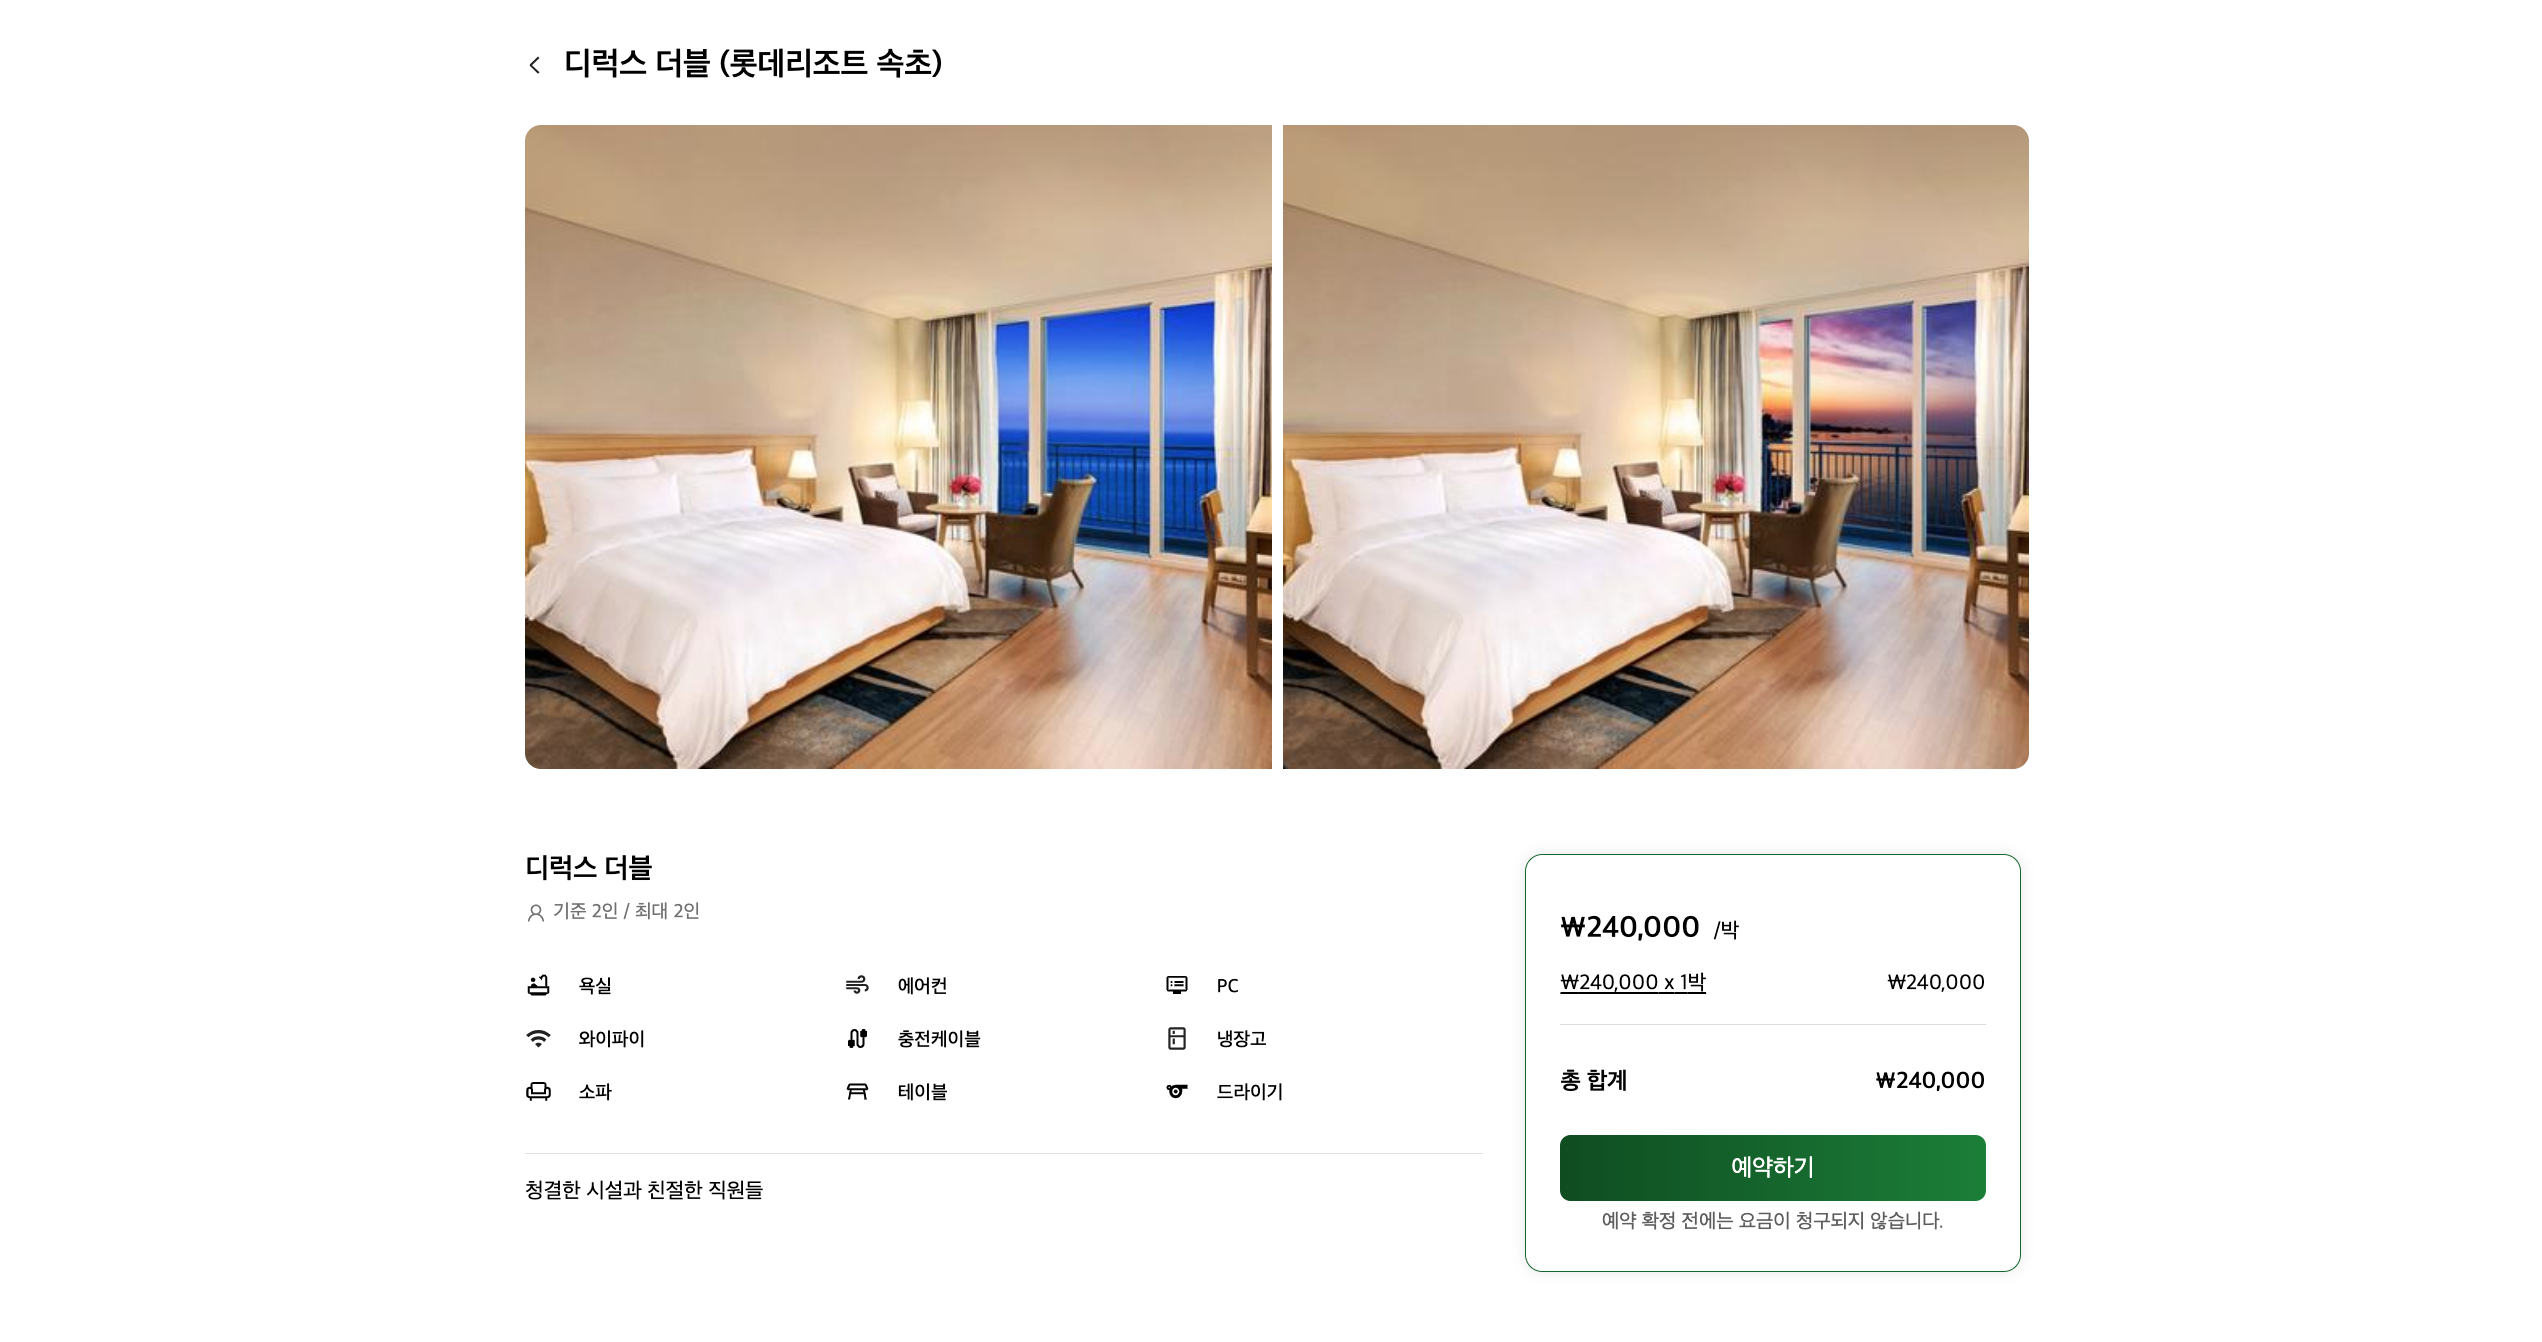 디럭스 더블 (롯데리조트 속초)
디럭스 더블
기준 2인 / 최대 2인
욕실 에어컨 PC
와이파이 충전케이블 냉장고
소파 테이블 드라이기
청결한 시설과 친절한 직원들
₩240,000 /박
₩240,000 x 1박 ₩240,000
총 합계 ₩240,000
예약하기
예약 확정 전에는 요금이 청구되지 않습니다.